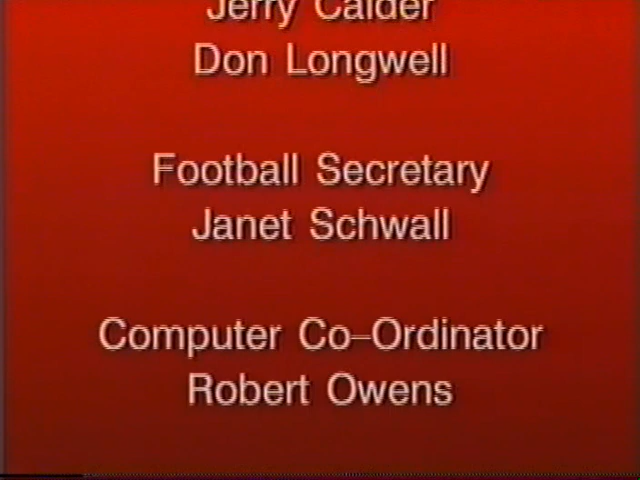 Jerry Calder
Don Longwell
Football Secretary
Janet Schwall
Computer Co-Ordinator
Robert Owens